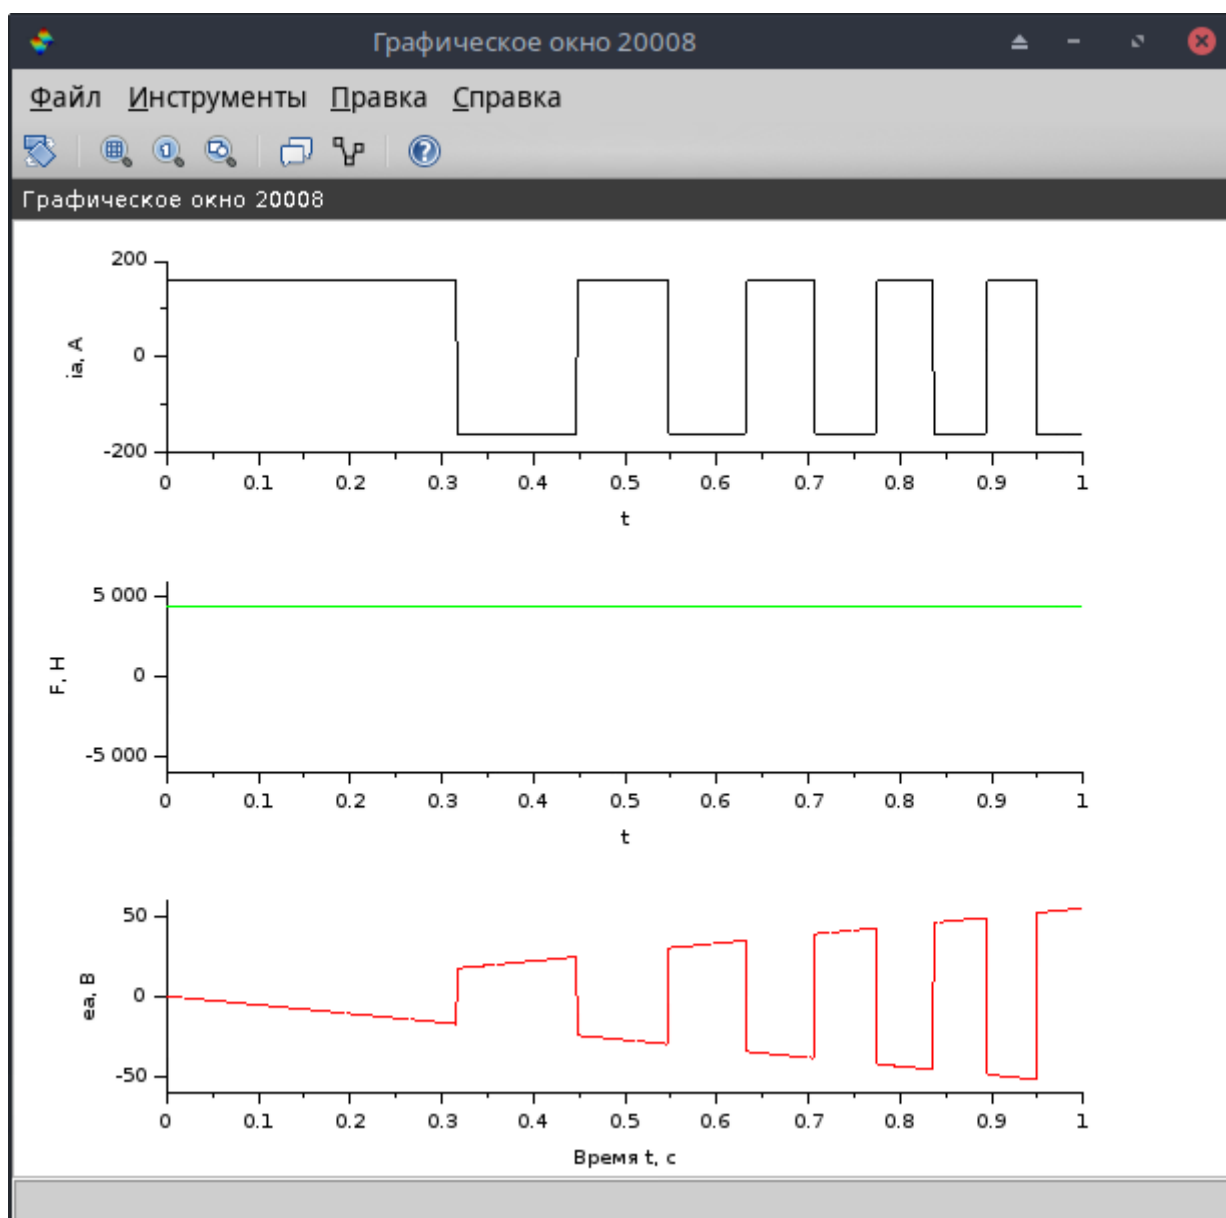 Графическое окно 20008
Файл Инструменты Правка Справка
Графическое окно 20008
200
0
-200
ia, A
0 0.1 0.2 0.3 0.4 0.5 0.6 0.7 0.8 0.9 1
t
5 000
0
-5 000
F, H
0 0.1 0.2 0.3 0.4 0.5 0.6 0.7 0.8 0.9 1
t
50
0
-50
ea, B
0 0.1 0.2 0.3 0.4 0.5 0.6 0.7 0.8 0.9 1
Время t, с